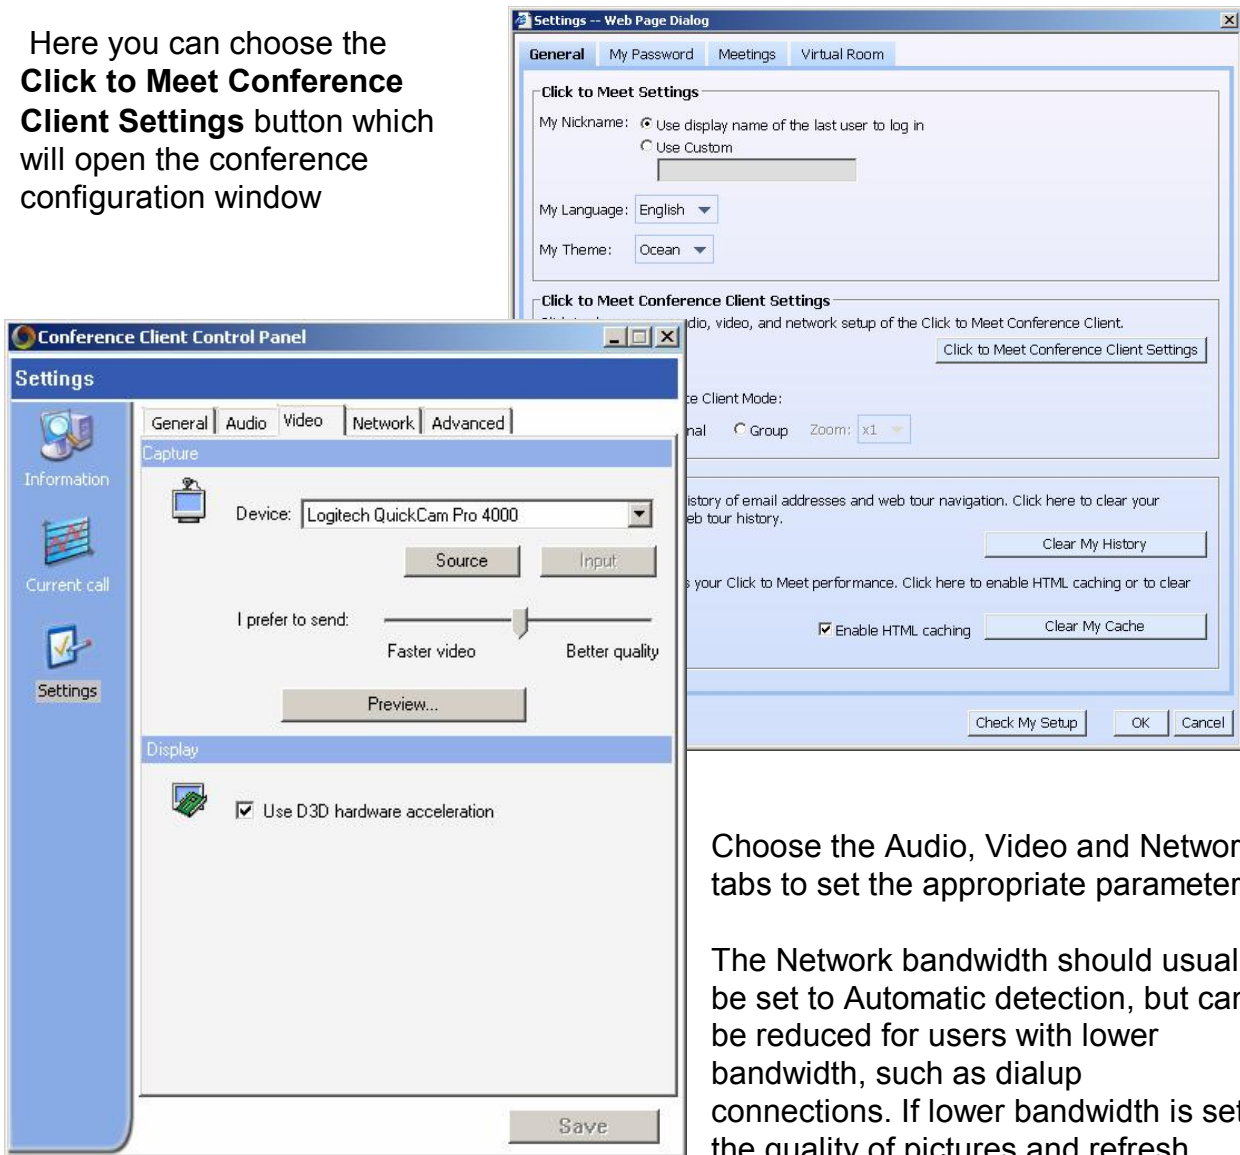 Here you can choose the
Click to Meet Conference
Client Settings button which
will open the conference
configuration window
Settings -- Web Page Dialog
General My Password Meetings Virtual Room
Click to Meet Settings
My Nickname: Use display name of the last user to log in
Use Custom
My Language: English
My Theme: Ocean
Click to Meet Conference Client Settings
dio, video, and network setup of the Click to Meet Conference Client.
Click to Meet Conference Client Settings
ce Client Mode:
nal Group Zoom: x1
istory of email addresses and web tour navigation. Click here to clear your
eb tour history.
Clear My History
s your Click to Meet performance. Click here to enable HTML caching or to clear
Enable HTML caching Clear My Cache
Check My Setup OK Cancel
Conference Client Control Panel
Settings
Information
Current call
Settings
General Audio Video Network Advanced
Capture
Device: Logitech QuickCam Pro 4000
Source Input
I prefer to send:
Faster video Better quality
Preview...
Display
Use D3D hardware acceleration
Save
Choose the Audio, Video and Networ
tabs to set the appropriate parameter
The Network bandwidth should usual
be set to Automatic detection, but can
be reduced for users with lower
bandwidth, such as dialup
connections. If lower bandwidth is set
the quality of pictures and refresh